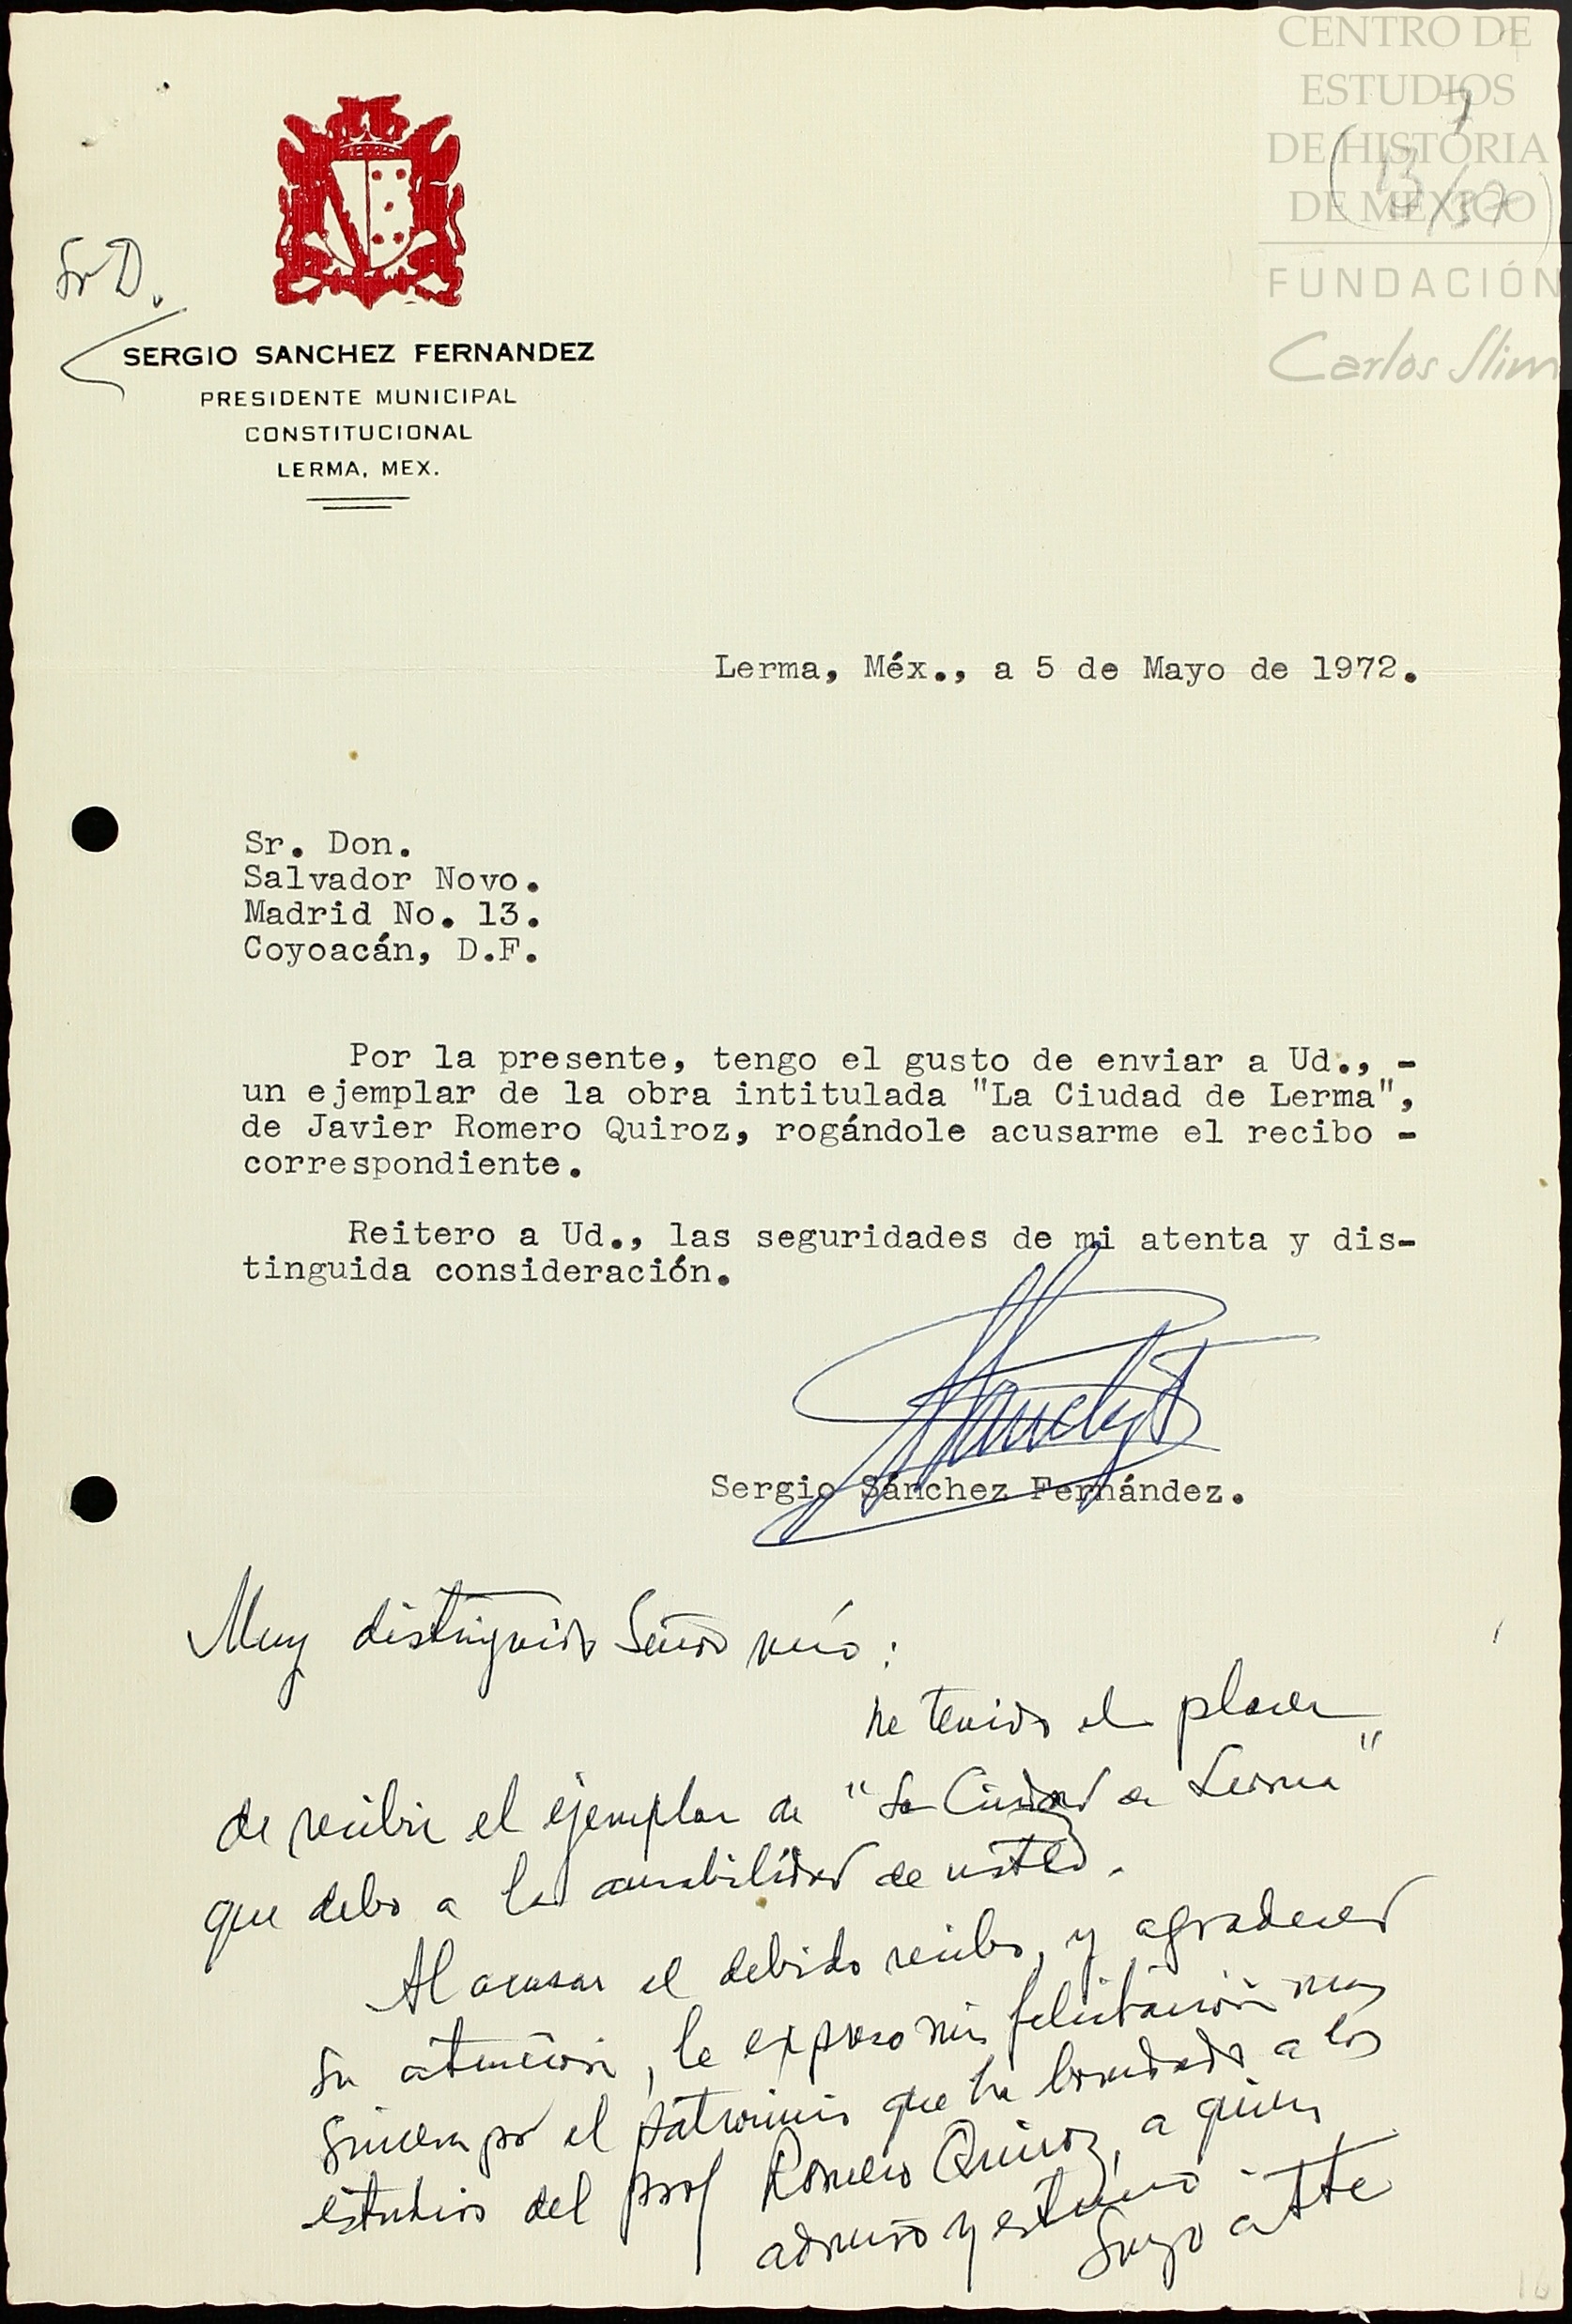 CENTRO DE
ESTUDIOS
DE HISTORIA
DE MÉXICO
FUNDACIÓN
Carlos Slim
Sr D.
SERGIO SANCHEZ FERNANDEZ
PRESIDENTE MUNICIPAL
CONSTITUCIONAL
LERMA, MEX.
Lerma, Méx., a 5 de Mayo de 1972.
Sr. Don.
Salvador Novo.
Madrid No. 13.
Coyoacán, D.F.
Por la presente, tengo el gusto de enviar a Ud., -
un ejemplar de la obra intitulada "La Ciudad de Lerma",
de Javier Romero Quiroz, rogándole acusarme el recibo -
correspondiente.
Reitero a Ud., las seguridades de mi atenta y dis-
tinguida consideración.
Sergio Sánchez Fernández.
Muy distinguido Señor mío:
he tenido el placer
de recibir el ejemplar de "La Ciudad de Lerma"
que debo a la amabilidad de usted.
Al acusar el debido recibo, y agradecer
su atención, le expreso mi felicitación muy
sincera por el patrocinio que ha brindado a los
estudios del prof Romero Quiroz, a quien
admiro y estimo.
Suyo atte